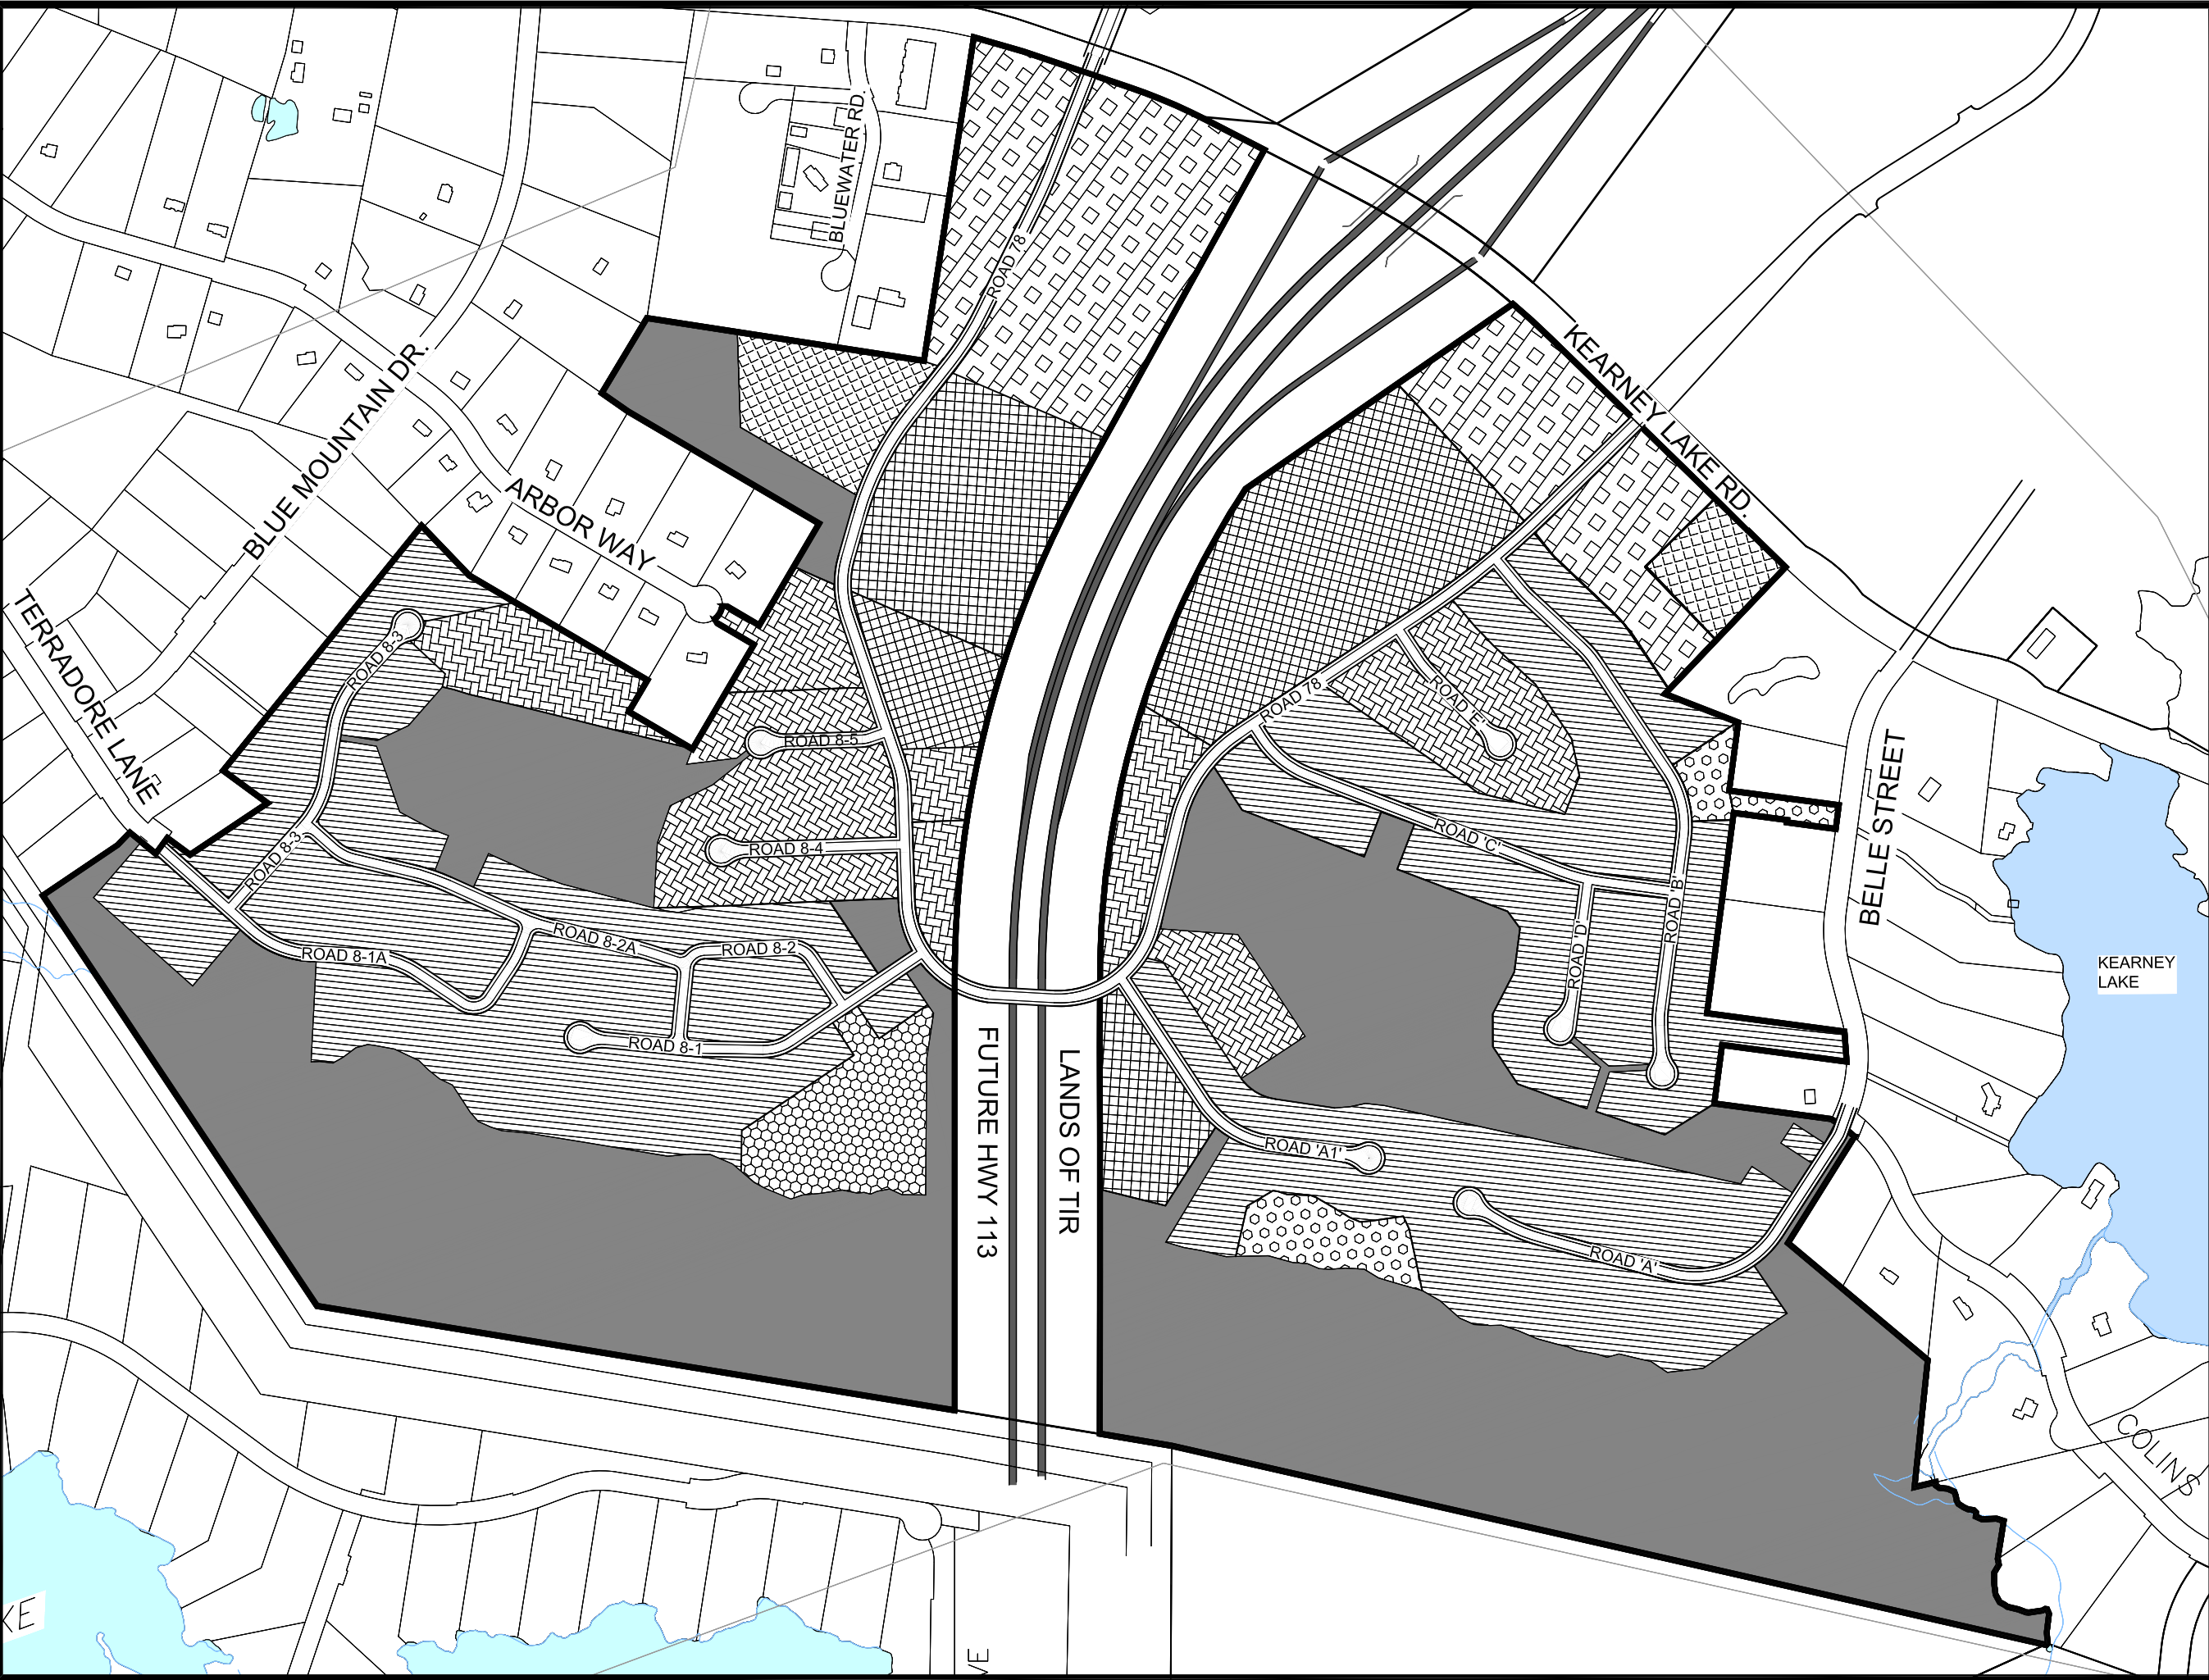 BLUEWATER RD.
ROAD 78
KEARNEY LAKE RD.
BLUE MOUNTAIN DR.
ARBOR WAY
TERRADORE LANE
ROAD 8-3
ROAD 8-5
ROAD 78
ROAD 'E'
ROAD 8-4
ROAD 'C'
BELLE STREET
ROAD 8-3
ROAD 'B'
ROAD 8-2A
ROAD 8-2
ROAD 8-1A
ROAD 'D'
KEARNEY
LAKE
ROAD 8-1
FUTURE HWY 113
LANDS OF TIR
ROAD 'A1'
ROAD 'A'
COLINS
KE
VE